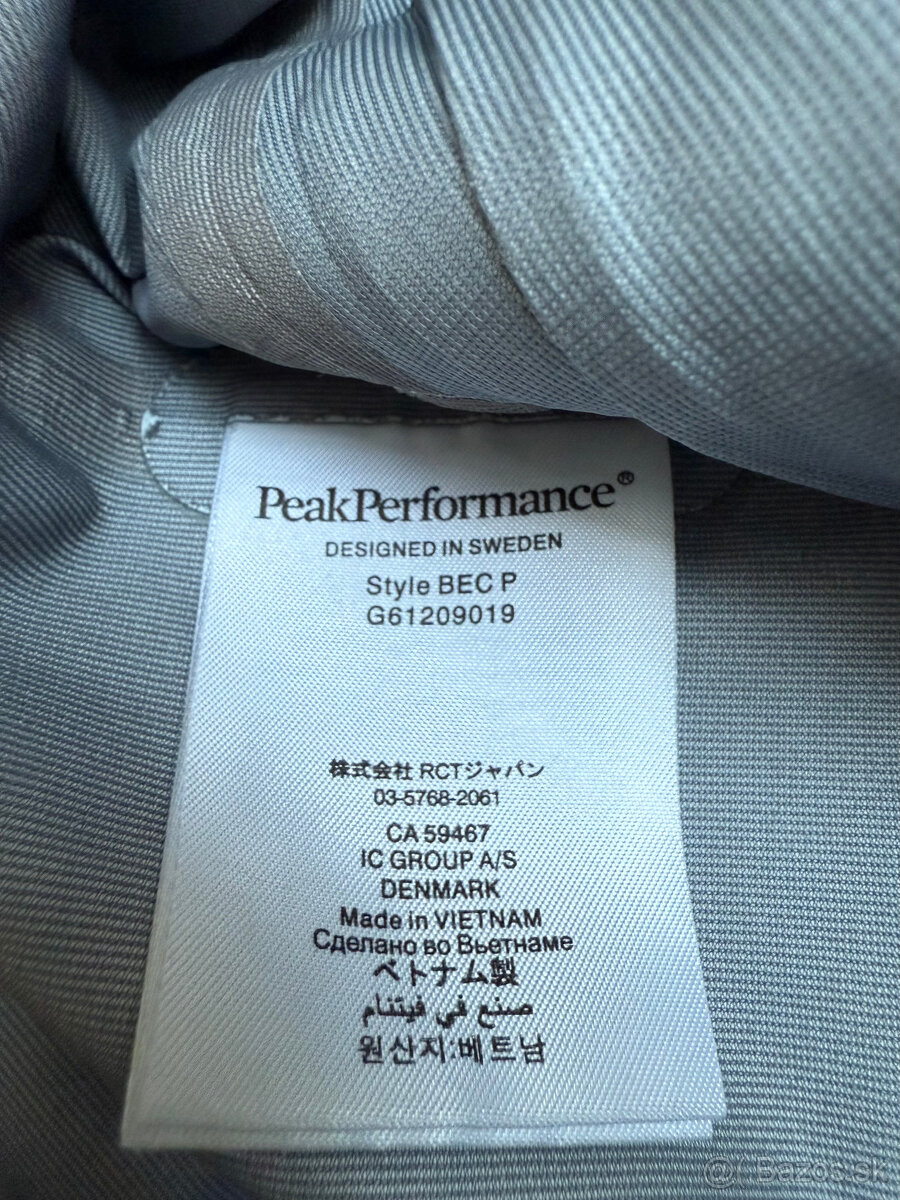 PeakPerformance®
DESIGNED IN SWEDEN
Style BEC P
G61209019
株式会社 RCTジャパン
03-5768-2061
CA 59467
IC GROUP A/S
DENMARK
Made in VIETNAM
Сделано во Вьетнаме
ベトナム製
صنع في فيتنام
원산지:베트남
@ Bazos.sk